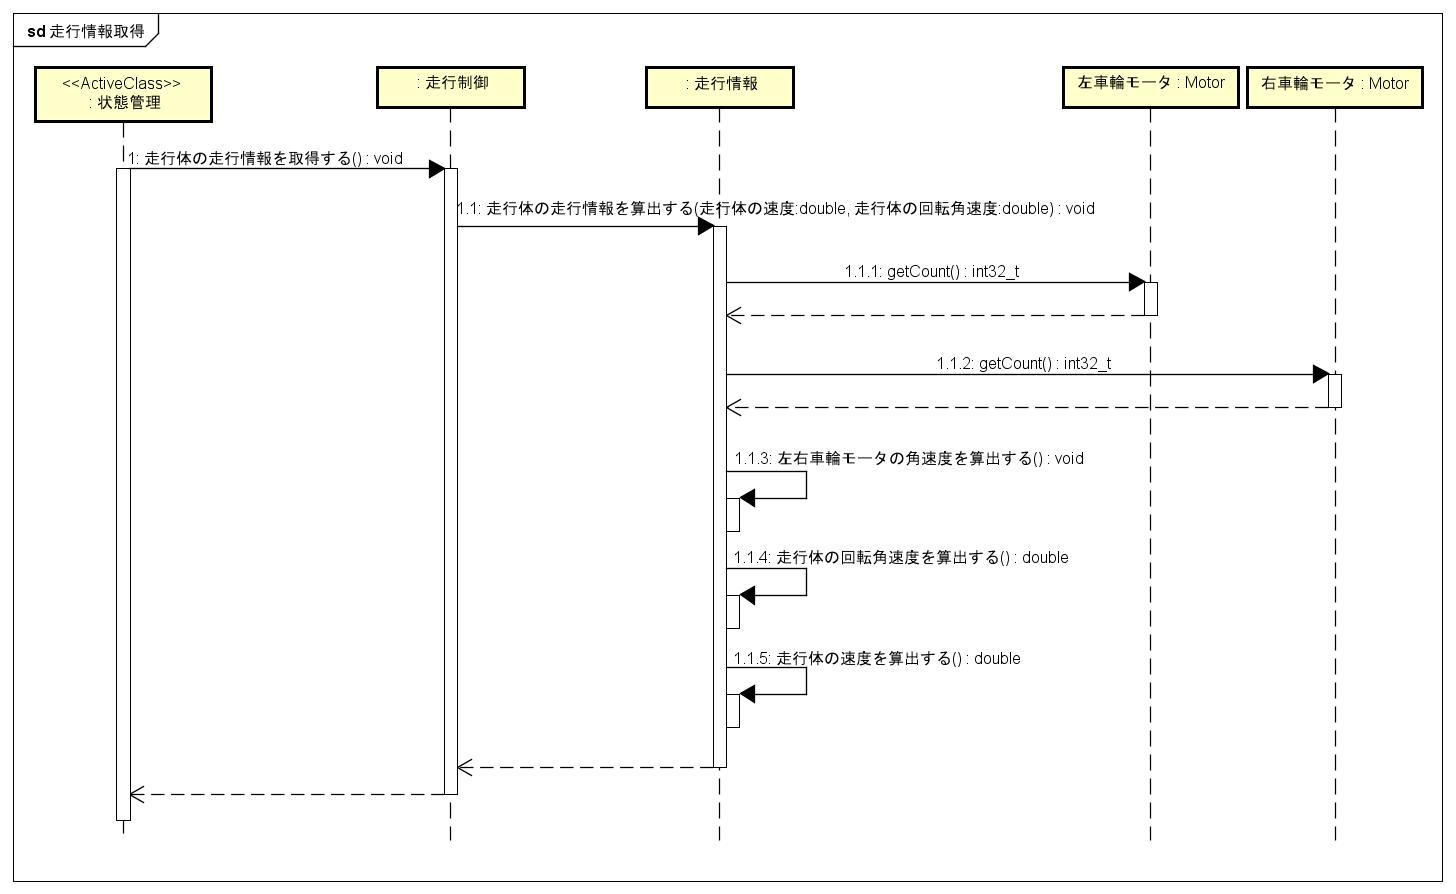 sd 走行情報取得
<<ActiveClass>>
: 状態管理
: 走行制御
: 走行情報
左車輪モータ : Motor
右車輪モータ : Motor
1: 走行体の走行情報を取得する() : void
1.1: 走行体の走行情報を算出する(走行体の速度:double, 走行体の回転角速度:double) : void
1.1.1: getCount() : int32_t
1.1.2: getCount() : int32_t
1.1.3: 左右車輪モータの角速度を算出する() : void
1.1.4: 走行体の回転角速度を算出する() : double
1.1.5: 走行体の速度を算出する() : double